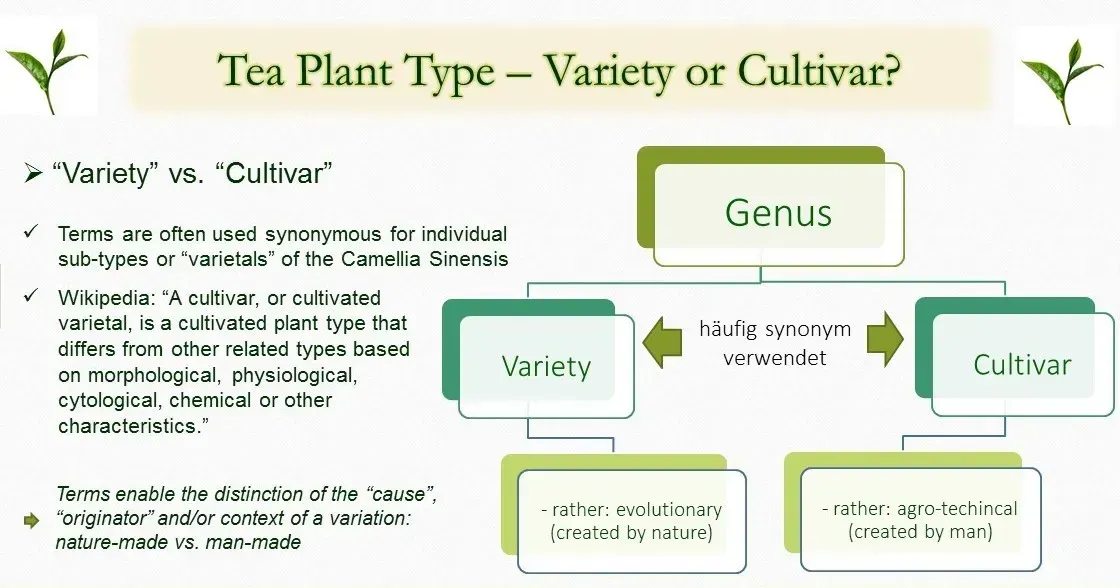 Tea Plant Type – Variety or Cultivar?
“Variety” vs. “Cultivar”
Terms are often used synonymous for individual
sub-types or “varietals” of the Camellia Sinensis
Wikipedia: “A cultivar, or cultivated
varietal, is a cultivated plant type that
differs from other related types based
on morphological, physiological,
cytological, chemical or other
characteristics.”
Terms enable the distinction of the “cause”,
“originator” and/or context of a variation:
nature-made vs. man-made
Genus
Variety
häufig synonym
verwendet
Cultivar
- rather: evolutionary
(created by nature)
- rather: agro-techincal
(created by man)